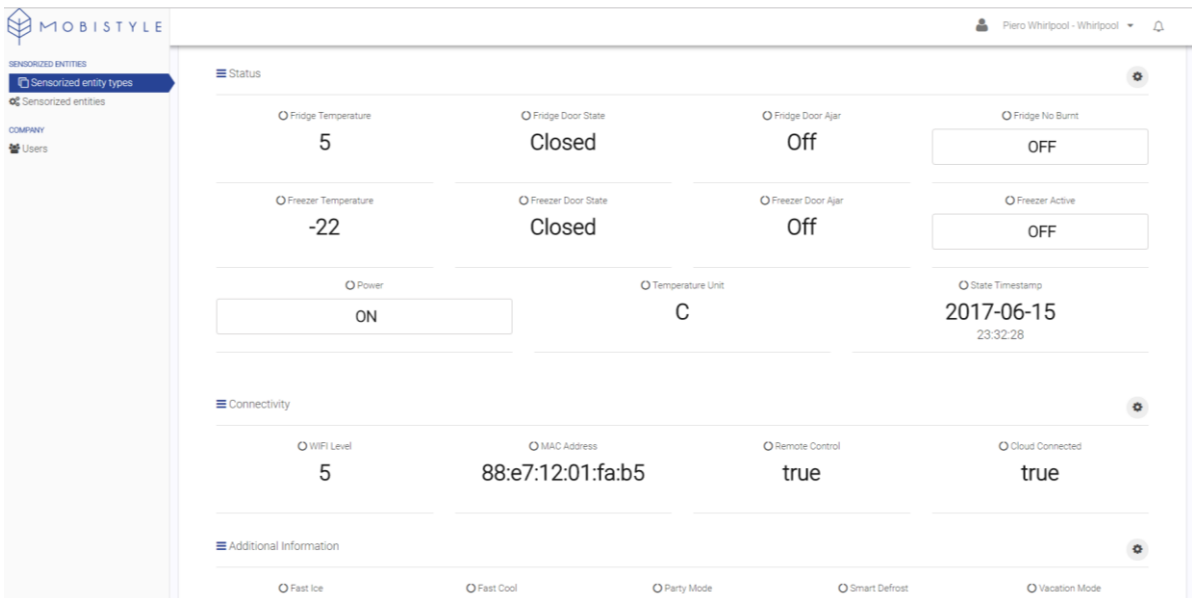 MOBISTYLE
Piero Whirlpool - Whirlpool
SENSORIZED ENTITIES
Sensorized entity types
Sensorized entities
COMPANY
Users
Status
Fridge Temperature
5
Fridge Door State
Closed
Fridge Door Ajar
Off
Fridge No Burnt
OFF
Freezer Temperature
-22
Freezer Door State
Closed
Freezer Door Ajar
Off
Freezer Active
OFF
Power
ON
Temperature Unit
C
State Timestamp
2017-06-15
23:32:28
Connectivity
WIFI Level
5
MAC Address
88:e7:12:01:fa:b5
Remote Control
true
Cloud Connected
true
Additional Information
Fast Ice
Fast Cool
Party Mode
Smart Defrost
Vacation Mode